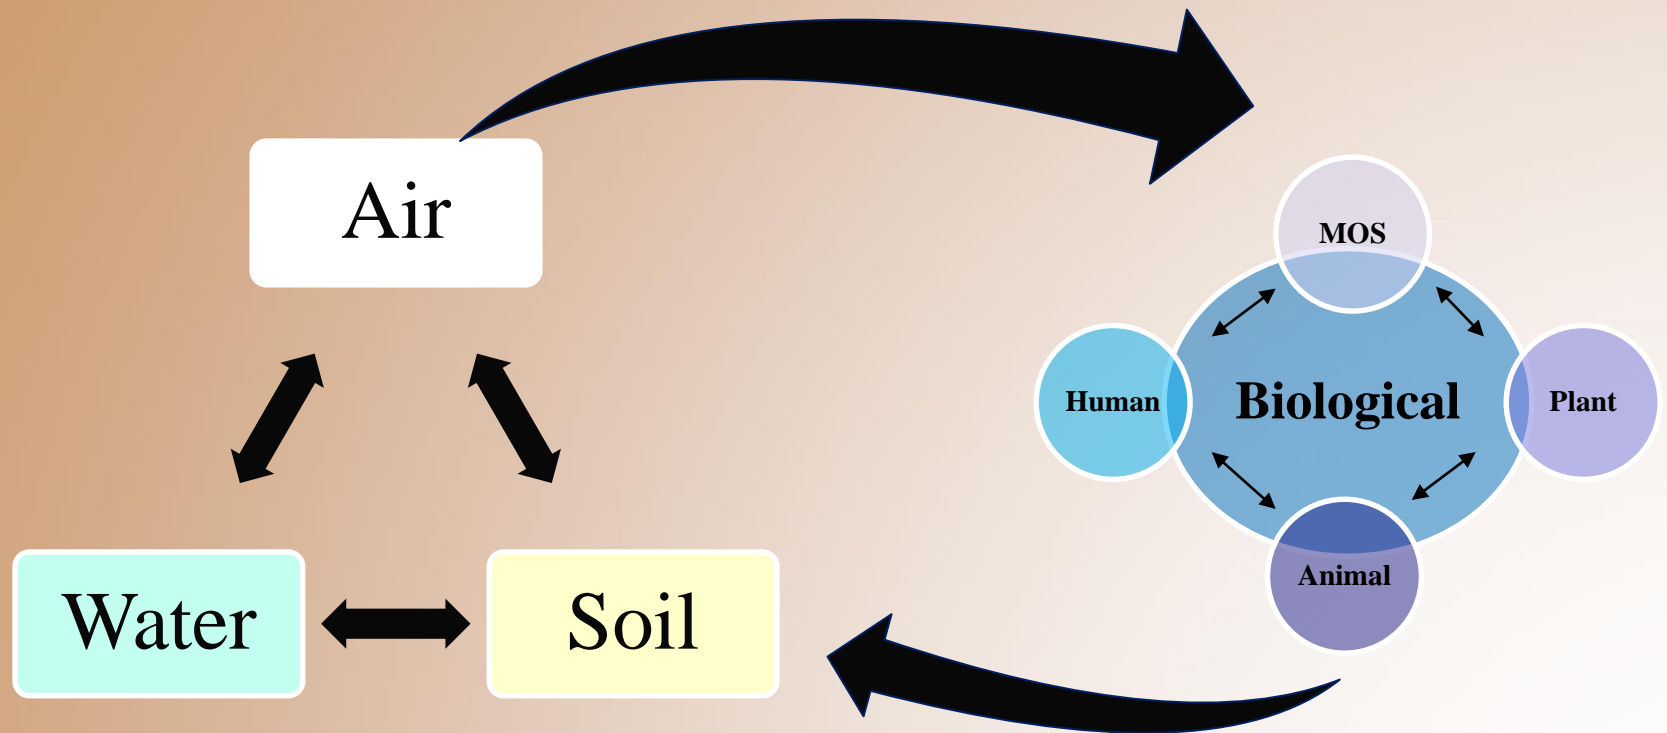 Air
Water
Soil
MOS
Human
Biological
Plant
Animal